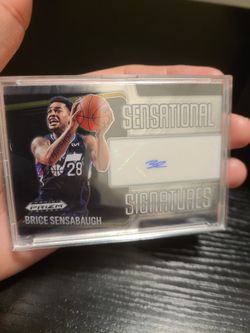 SENSATIONAL
28
SIGNATURES
PRIZM
BRICE SENSABAUGH